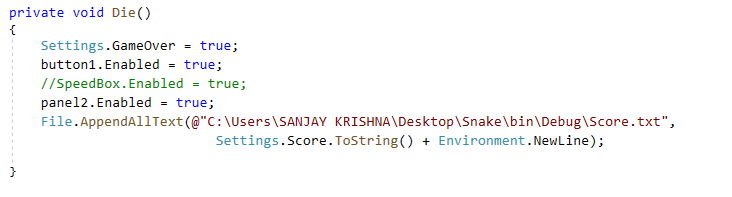 private void Die()
{
    Settings.GameOver = true;
    button1.Enabled = true;
    //SpeedBox.Enabled = true;
    panel2.Enabled = true;
    File.AppendAllText(@"C:\Users\SANJAY KRISHNA\Desktop\Snake\bin\Debug\Score.txt",
                          Settings.Score.ToString() + Environment.NewLine);
}